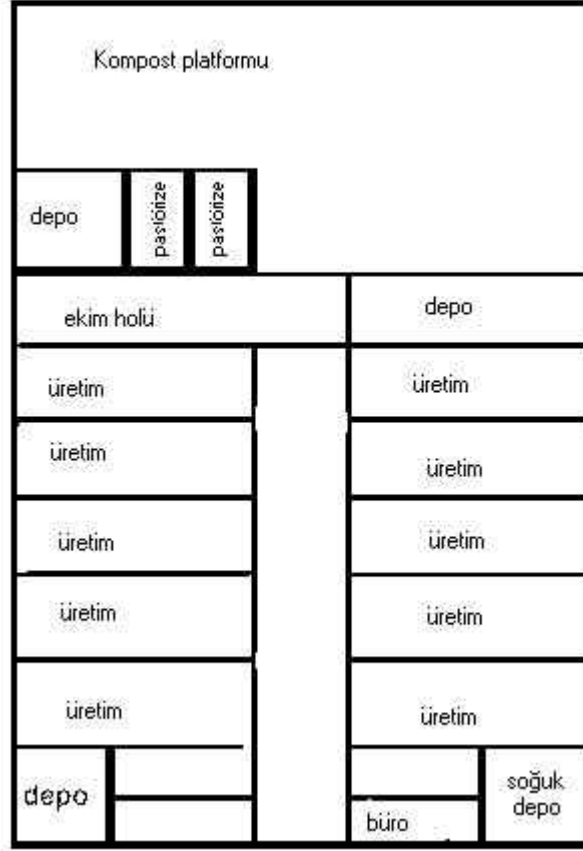 Kompost platformu
depo
pastörize
pastörize
ekim holü
depo
üretim
üretim
üretim
üretim
üretim
üretim
üretim
üretim
üretim
üretim
depo
soğuk
depo
büro